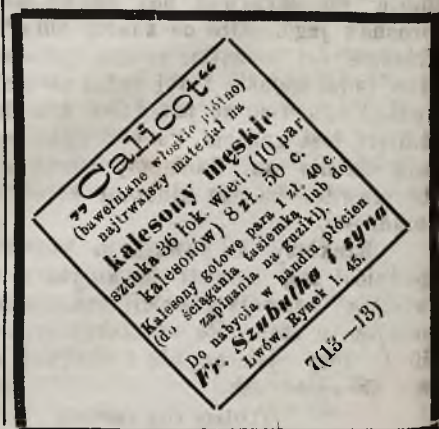 „Calicot“
(bawełniane włoskie płótno)
najtrwalszy materjał na
kalesony męskie
sztuka 36 łok. wied. (10 par
kalesonów) 8 zł. 50 c.
Kalesony gotowe para 1 zł. 40 c.
(do ściągania tasiemką lub do
zapinania na guziki).
Do nabycia w handlu płócien
Fr. Szubutha i syna
Lwów, Rynek l. 45.
7(13—13)